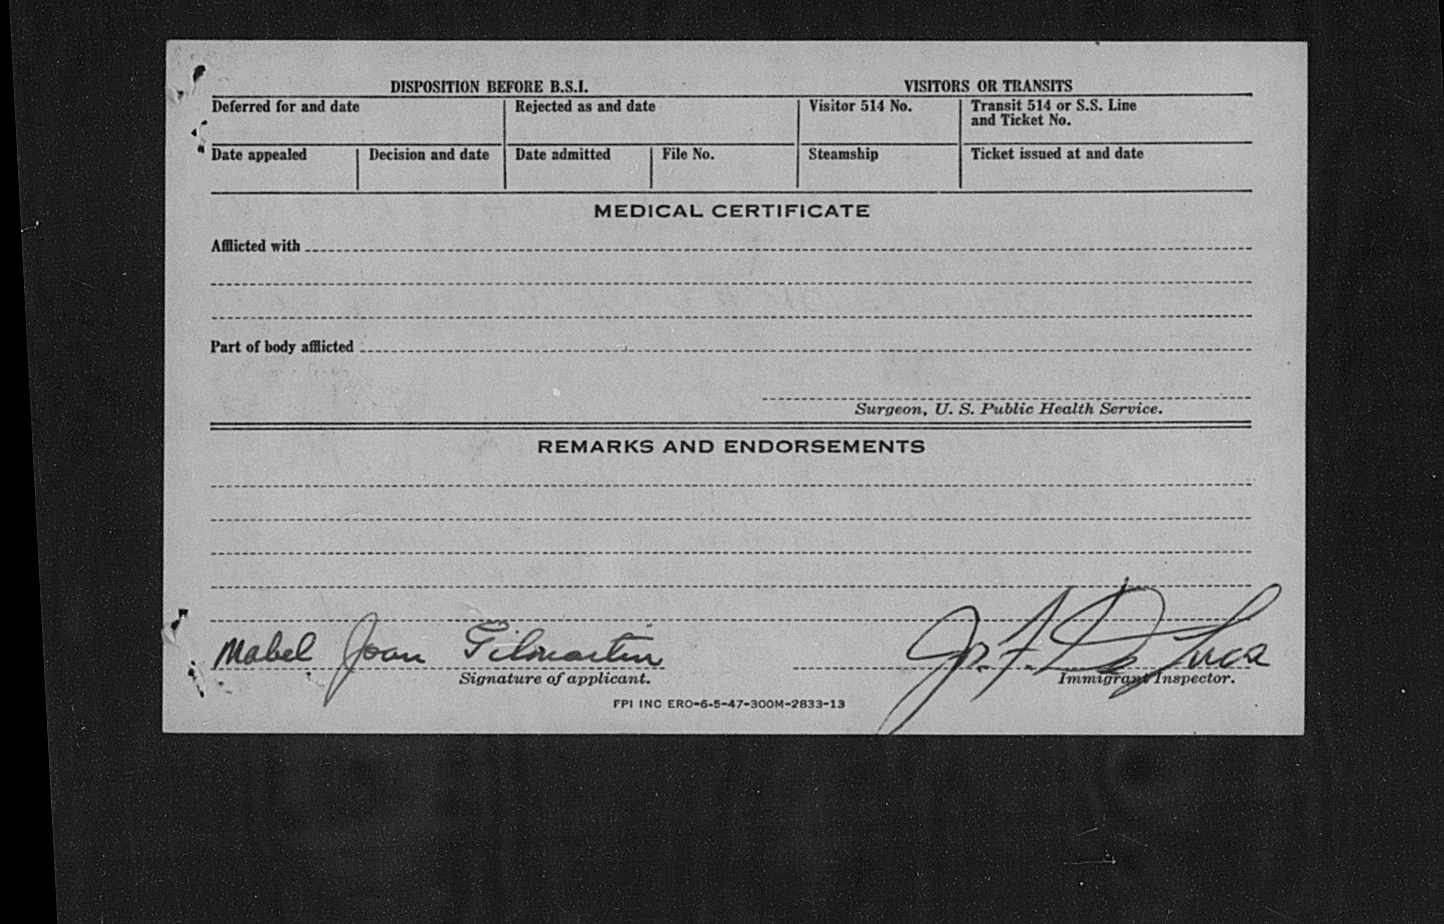 DISPOSITION BEFORE B.S.I. VISITORS OR TRANSITS
Deferred for and date Rejected as and date Visitor 514 No. Transit 514 or S.S. Line
and Ticket No.
Date appealed Decision and date Date admitted File No. Steamship Ticket issued at and date
MEDICAL CERTIFICATE
Afflicted with
Part of body afflicted
Surgeon, U. S. Public Health Service.
REMARKS AND ENDORSEMENTS
Mabel Joan Gilmartin
Signature of applicant. Immigrant Inspector.
FPI INC ERO-6-5-47-300M-2833-13